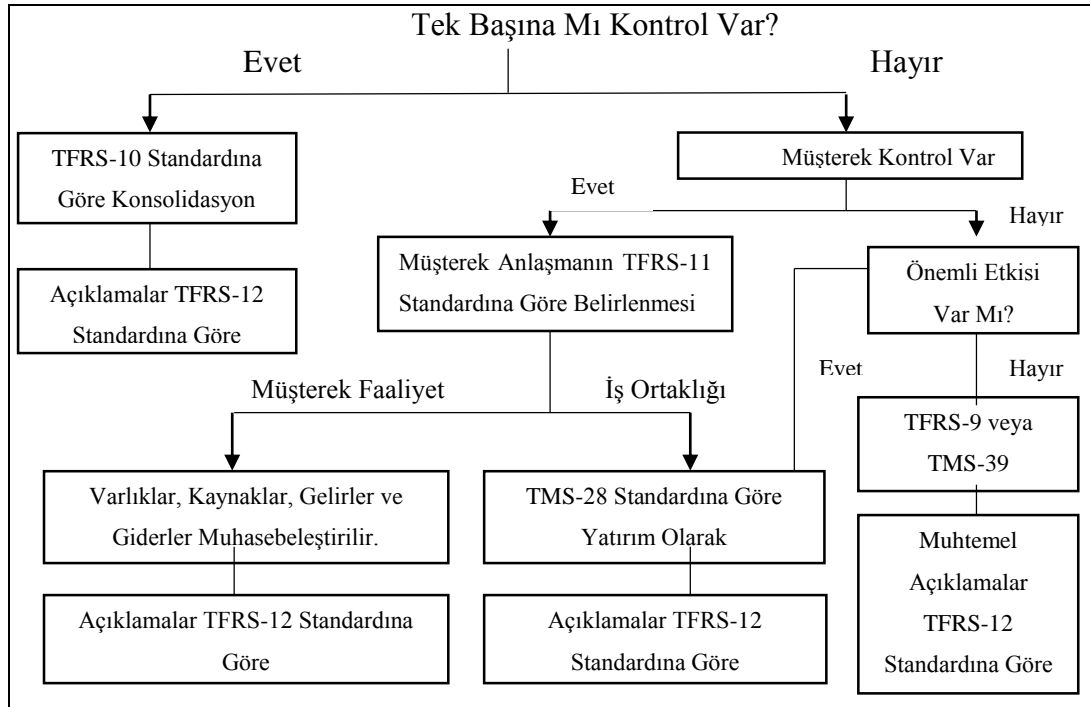 Tek Başına Mı Kontrol Var?
Evet
Hayır
TFRS-10 Standardına
Göre Konsolidasyon
Müşterek Kontrol Var
Evet
Hayır
Açıklamalar TFRS-12
Standardına Göre
Müşterek Anlaşmanın TFRS-11
Standardına Göre Belirlenmesi
Önemli Etkisi
Var Mı?
Evet
Hayır
Müşterek Faaliyet
İş Ortaklığı
TFRS-9 veya
TMS-39
Varlıklar, Kaynaklar, Gelirler ve
Giderler Muhasebeleştirilir.
TMS-28 Standardına Göre
Yatırım Olarak
Muhtemel
Açıklamalar
TFRS-12
Standardına Göre
Açıklamalar TFRS-12 Standardına
Göre
Açıklamalar TFRS-12
Standardına Göre